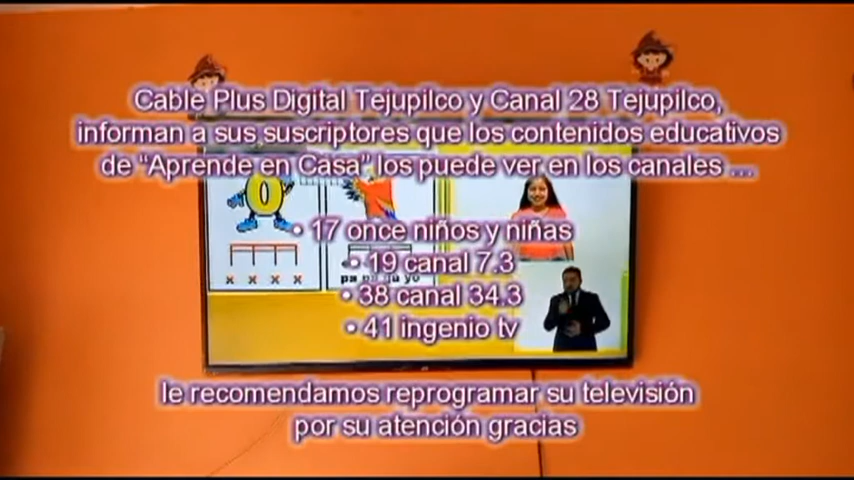 Cable Plus Digital Tejupilco y Canal 28 Tejupilco,
informan a sus suscriptores que los contenidos educativos
de "Aprende en Casa" los puede ver en los canales ...
0
• 17 once niños y niñas
• 19 canal 7.3
• 38 canal 34.3
• 41 ingenio tv
x x x x
le recomendamos reprogramar su televisión
por su atención gracias